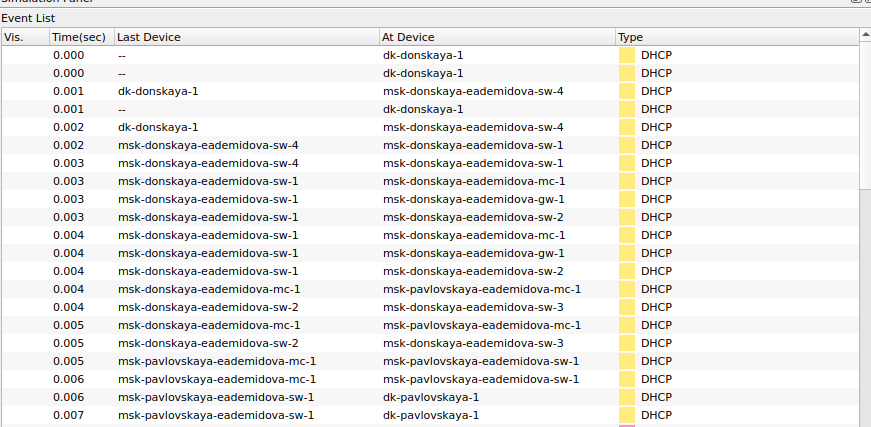 Simulation Panel
Event List
Vis. Time(sec) Last Device At Device Type
0.000 -- dk-donskaya-1 DHCP
0.000 -- dk-donskaya-1 DHCP
0.001 dk-donskaya-1 msk-donskaya-eademidova-sw-4 DHCP
0.001 -- dk-donskaya-1 DHCP
0.002 dk-donskaya-1 msk-donskaya-eademidova-sw-4 DHCP
0.002 msk-donskaya-eademidova-sw-4 msk-donskaya-eademidova-sw-1 DHCP
0.003 msk-donskaya-eademidova-sw-4 msk-donskaya-eademidova-sw-1 DHCP
0.003 msk-donskaya-eademidova-sw-1 msk-donskaya-eademidova-mc-1 DHCP
0.003 msk-donskaya-eademidova-sw-1 msk-donskaya-eademidova-gw-1 DHCP
0.003 msk-donskaya-eademidova-sw-1 msk-donskaya-eademidova-sw-2 DHCP
0.004 msk-donskaya-eademidova-sw-1 msk-donskaya-eademidova-mc-1 DHCP
0.004 msk-donskaya-eademidova-sw-1 msk-donskaya-eademidova-gw-1 DHCP
0.004 msk-donskaya-eademidova-sw-1 msk-donskaya-eademidova-sw-2 DHCP
0.004 msk-donskaya-eademidova-mc-1 msk-pavlovskaya-eademidova-mc-1 DHCP
0.004 msk-donskaya-eademidova-sw-2 msk-donskaya-eademidova-sw-3 DHCP
0.005 msk-donskaya-eademidova-mc-1 msk-pavlovskaya-eademidova-mc-1 DHCP
0.005 msk-donskaya-eademidova-sw-2 msk-donskaya-eademidova-sw-3 DHCP
0.005 msk-pavlovskaya-eademidova-mc-1 msk-pavlovskaya-eademidova-sw-1 DHCP
0.006 msk-pavlovskaya-eademidova-mc-1 msk-pavlovskaya-eademidova-sw-1 DHCP
0.006 msk-pavlovskaya-eademidova-sw-1 dk-pavlovskaya-1 DHCP
0.007 msk-pavlovskaya-eademidova-sw-1 dk-pavlovskaya-1 DHCP